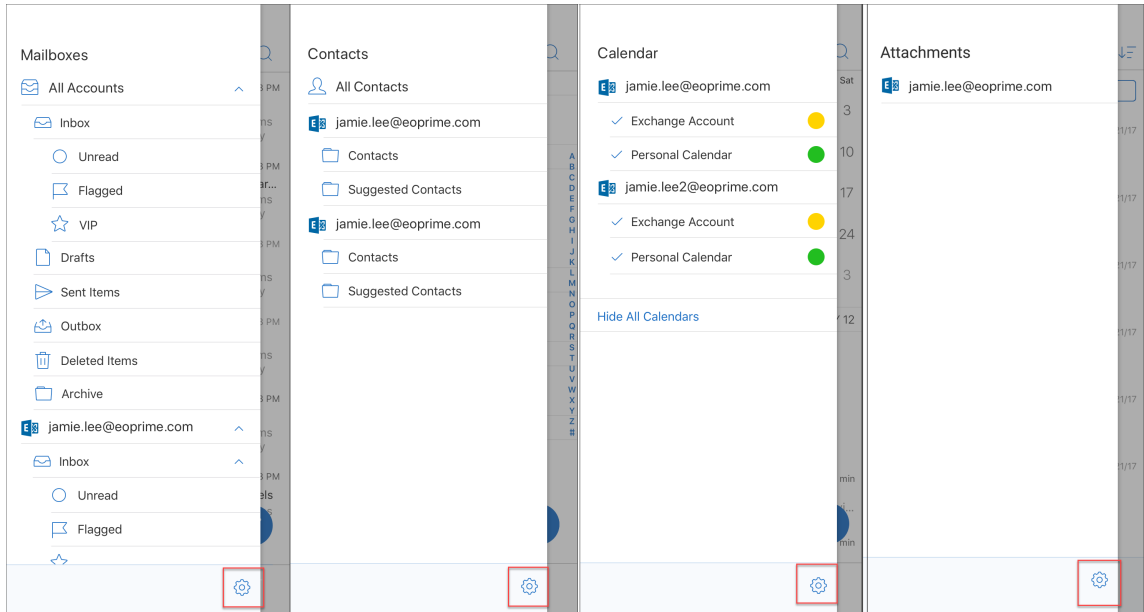 Mailboxes
All Accounts
Inbox
Unread
Flagged
VIP
Drafts
Sent Items
Outbox
Deleted Items
Archive
jamie.lee@eoprime.com
Inbox
Unread
Flagged
Contacts
All Contacts
jamie.lee@eoprime.com
Contacts
Suggested Contacts
jamie.lee@eoprime.com
Contacts
Suggested Contacts
A
B
C
D
E
F
G
H
I
J
K
L
M
N
O
P
Q
R
S
T
U
V
W
X
Y
Z
#
Calendar
jamie.lee@eoprime.com
Exchange Account
Personal Calendar
jamie.lee2@eoprime.com
Exchange Account
Personal Calendar
Hide All Calendars
Sat
3
10
17
24
3
/ 12
min
min
Attachments
jamie.lee@eoprime.com